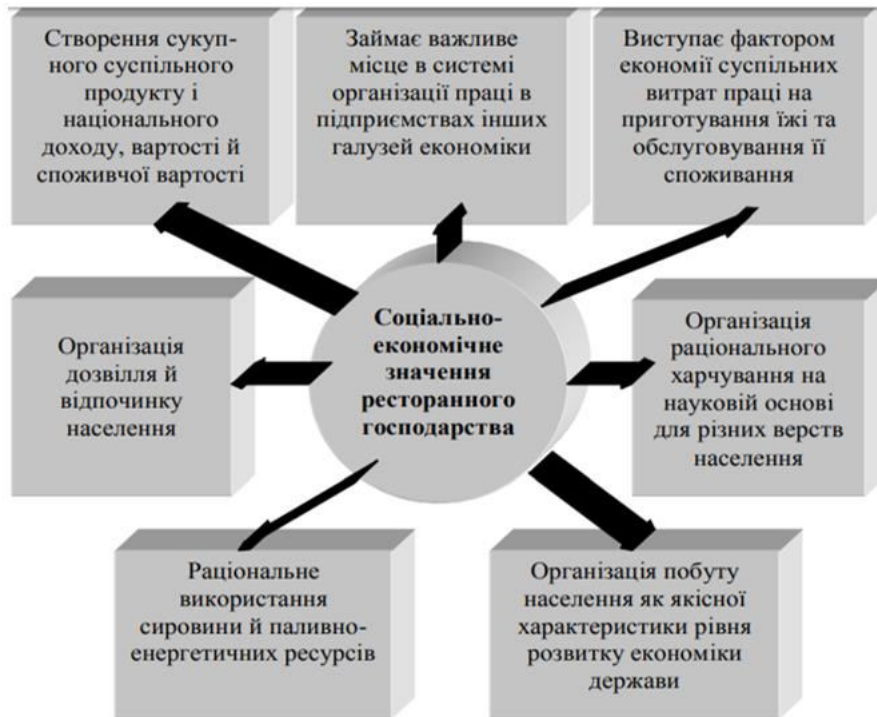 Створення сукуп-
ного суспільного
продукту і
національного
доходу, вартості й
споживчої вартості
Займає важливе
місце в системі
організації праці в
підприємствах інших
галузей економіки
Виступає фактором
економії суспільних
витрат праці на
приготування їжі та
обслуговування її
споживання
Організація
дозвілля й
відпочинку
населення
Соціально-
економічне
значення
ресторанного
господарства
Організація
раціонального
харчування на
науковій основі
для різних верств
населення
Раціональне
використання
сировини й паливно-
енергетичних ресурсів
Організація побуту
населення як якісної
характеристики рівня
розвитку економіки
держави